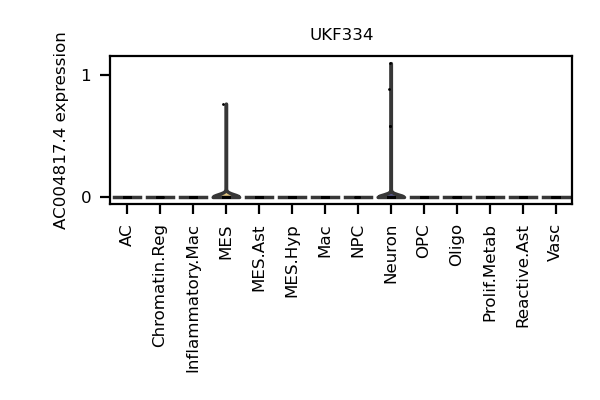 UKF334
AC004817.4 expression
1
0
AC
Chromatin.Reg
Inflammatory.Mac
MES
MES.Ast
MES.Hyp
Mac
NPC
Neuron
OPC
Oligo
Prolif.Metab
Reactive.Ast
Vasc